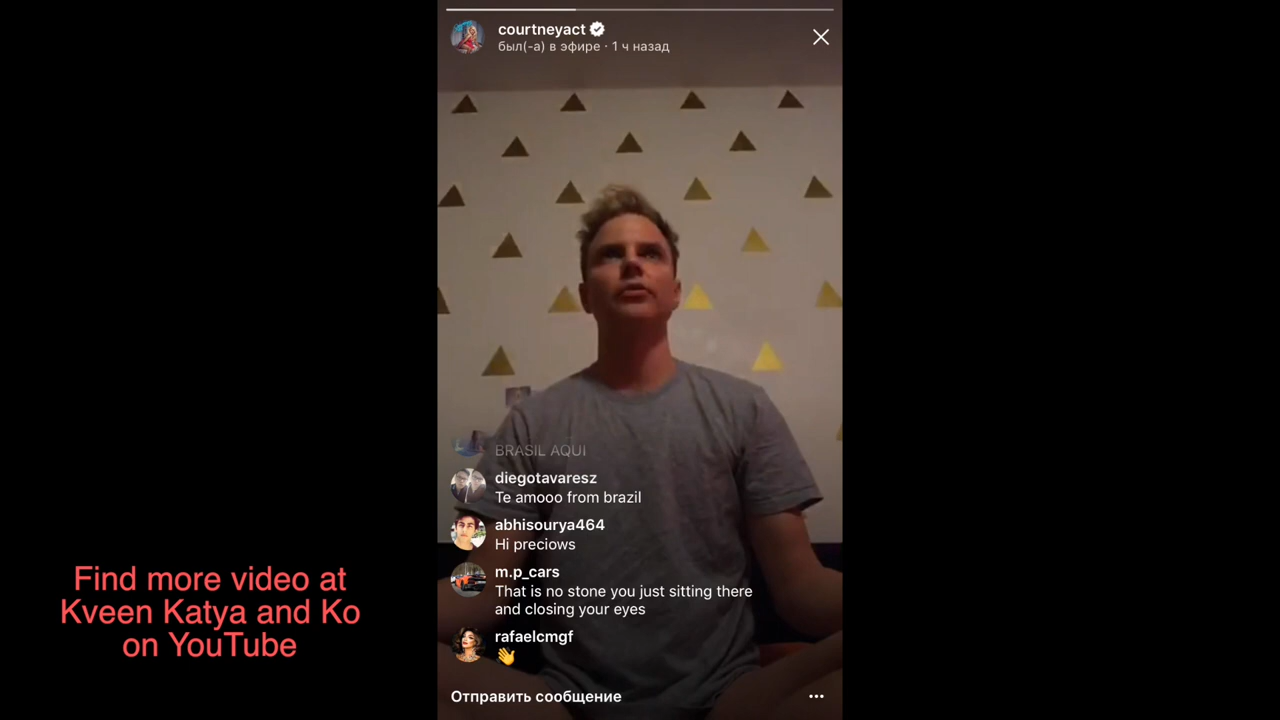 courtneyact
был(-а) в эфире · 1 ч назад
BRASIL AQUI
diegotavaresz
Te amooo from brazil
abhisourya464
Hi preciows
m.p_cars
That is no stone you just sitting there
and closing your eyes
rafaelcmgf
👋
Отправить сообщение
Find more video at
Kveen Katya and Ko
on YouTube